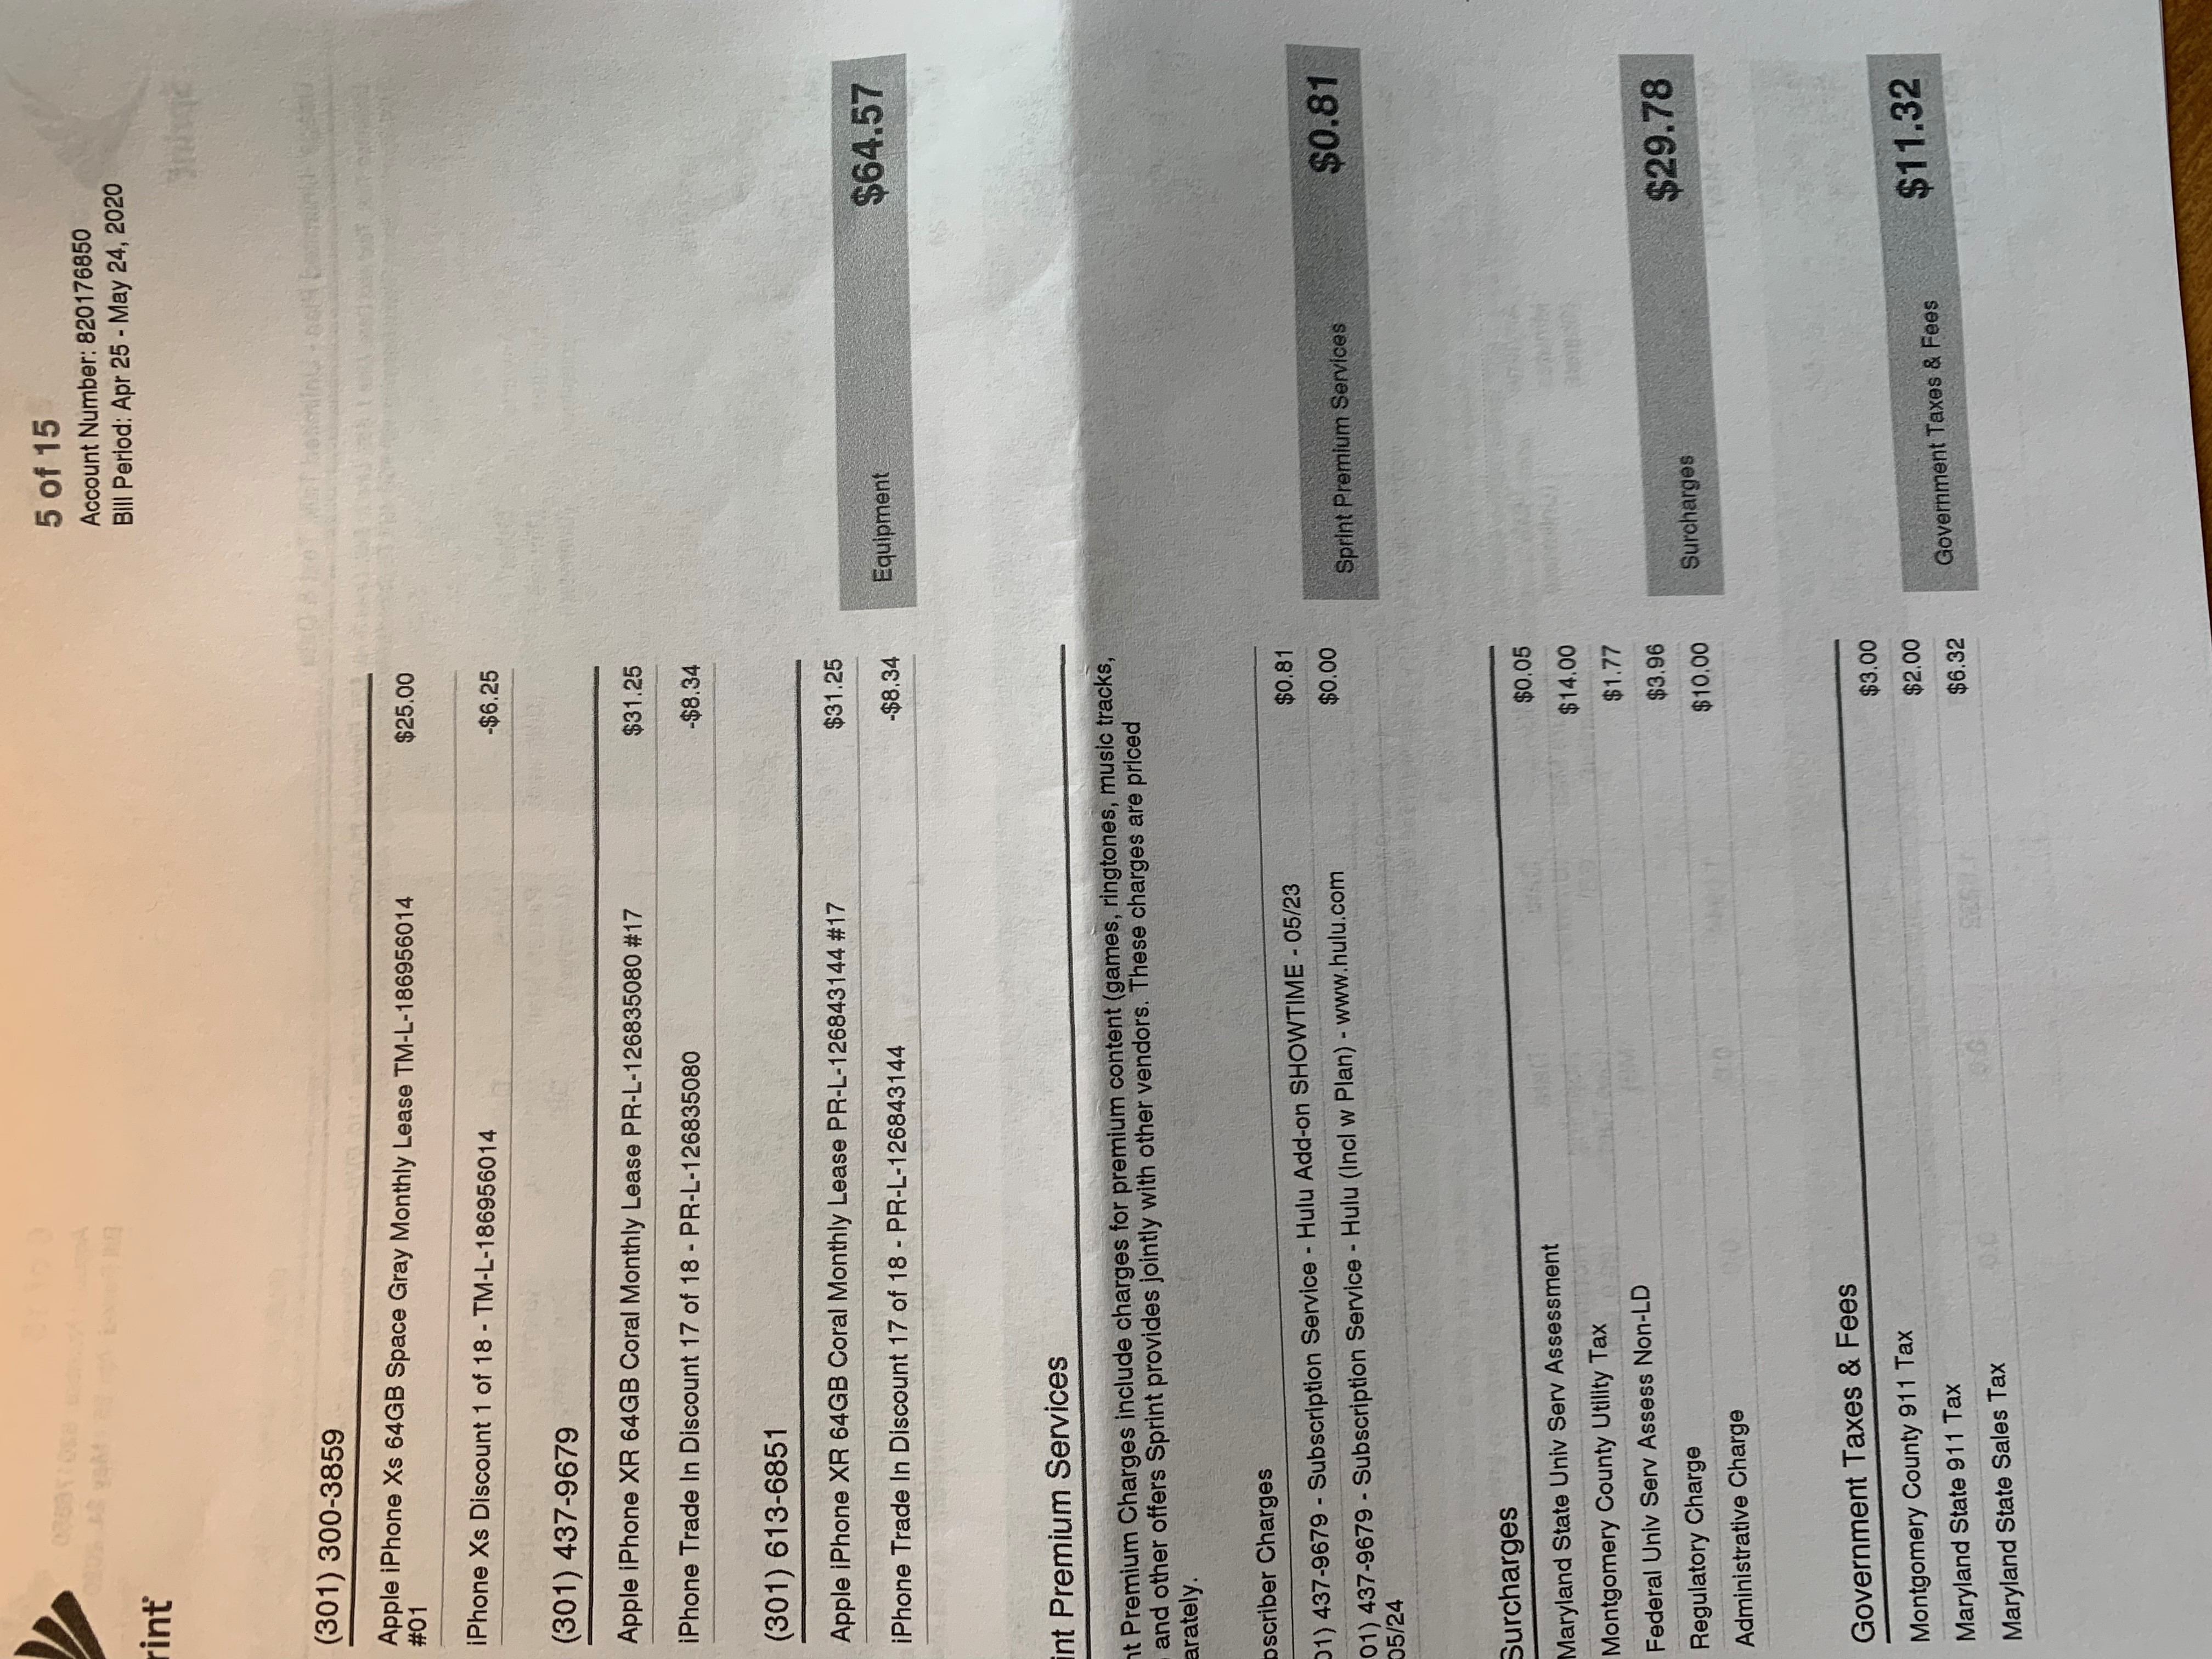 rint
5 of 15
Account Number: 820176850
Bill Period: Apr 25 - May 24, 2020
(301) 300-3859
Apple iPhone Xs 64GB Space Gray Monthly Lease TM-L-186956014 $25.00
#01
iPhone Xs Discount 1 of 18 - TM-L-186956014 -$6.25
(301) 437-9679
Apple iPhone XR 64GB Coral Monthly Lease PR-L-126835080 #17 $31.25
iPhone Trade In Discount 17 of 18 - PR-L-126835080 -$8.34
(301) 613-6851
Apple iPhone XR 64GB Coral Monthly Lease PR-L-126843144 #17 $31.25
iPhone Trade In Discount 17 of 18 - PR-L-126843144 -$8.34
Equipment $64.57
int Premium Services
nt Premium Charges include charges for premium content (games, ringtones, music tracks,
and other offers Sprint provides jointly with other vendors. These charges are priced
arately.
bscriber Charges
01) 437-9679 - Subscription Service - Hulu Add-on SHOWTIME - 05/23 $0.81
01) 437-9679 - Subscription Service - Hulu (Incl w Plan) - www.hulu.com $0.00
05/24
Sprint Premium Services $0.81
Surcharges
Maryland State Univ Serv Assessment $0.05
Montgomery County Utility Tax $14.00
Federal Univ Serv Assess Non-LD $1.77
Regulatory Charge $3.96
Administrative Charge $10.00
Surcharges $29.78
Government Taxes & Fees
Montgomery County 911 Tax $3.00
Maryland State 911 Tax $2.00
Maryland State Sales Tax $6.32
Government Taxes & Fees $11.32